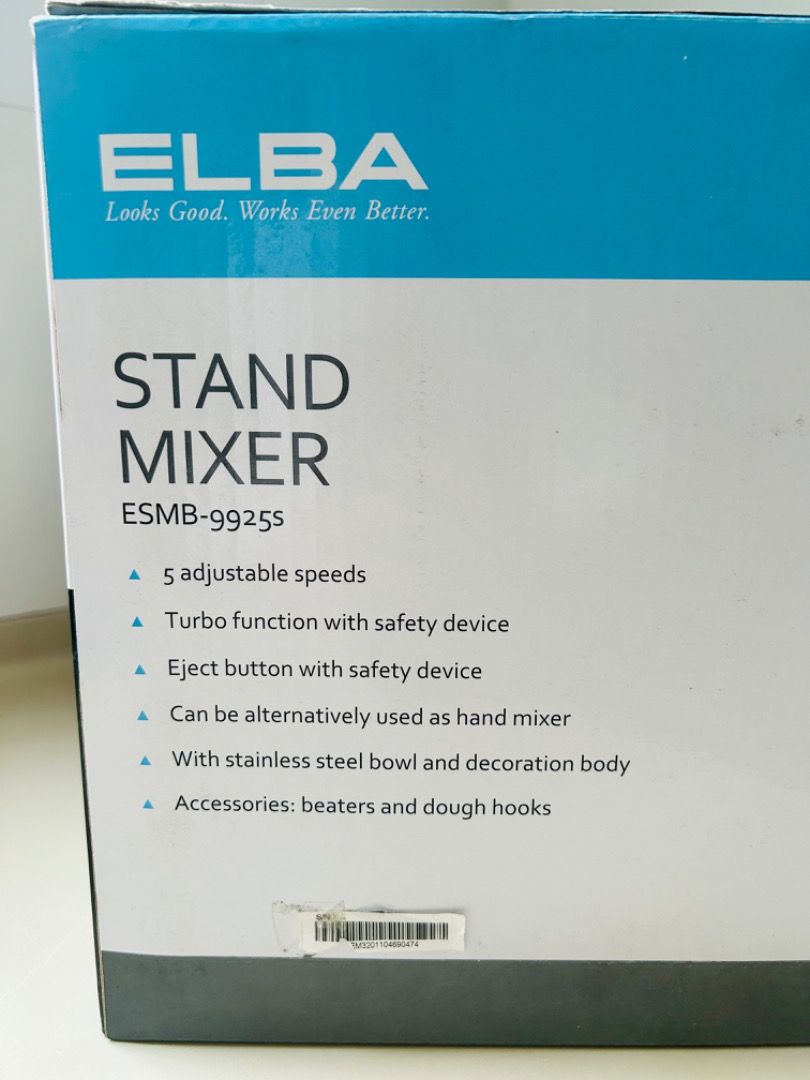 ELBA
Looks Good. Works Even Better.
STAND
MIXER
ESMB-9925s
5 adjustable speeds
Turbo function with safety device
Eject button with safety device
Can be alternatively used as hand mixer
With stainless steel bowl and decoration body
Accessories: beaters and dough hooks
S/N